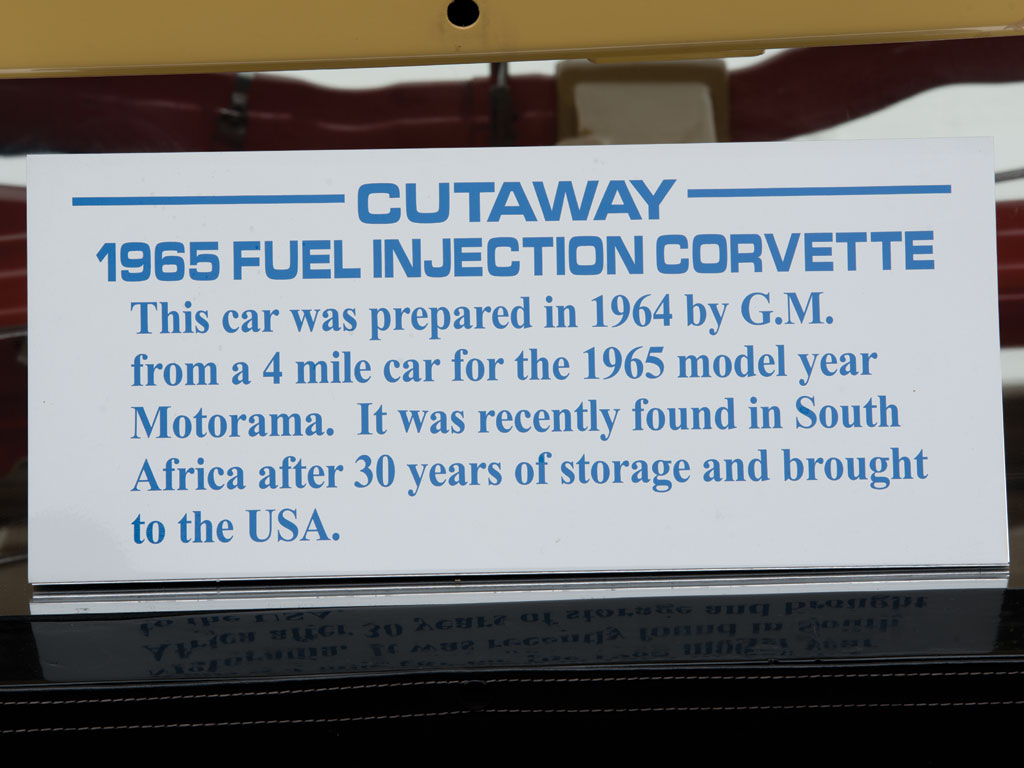 CUTAWAY
1965 FUEL INJECTION CORVETTE
This car was prepared in 1964 by G.M.
from a 4 mile car for the 1965 model year
Motorama.  It was recently found in South
Africa after 30 years of storage and brought
to the USA.